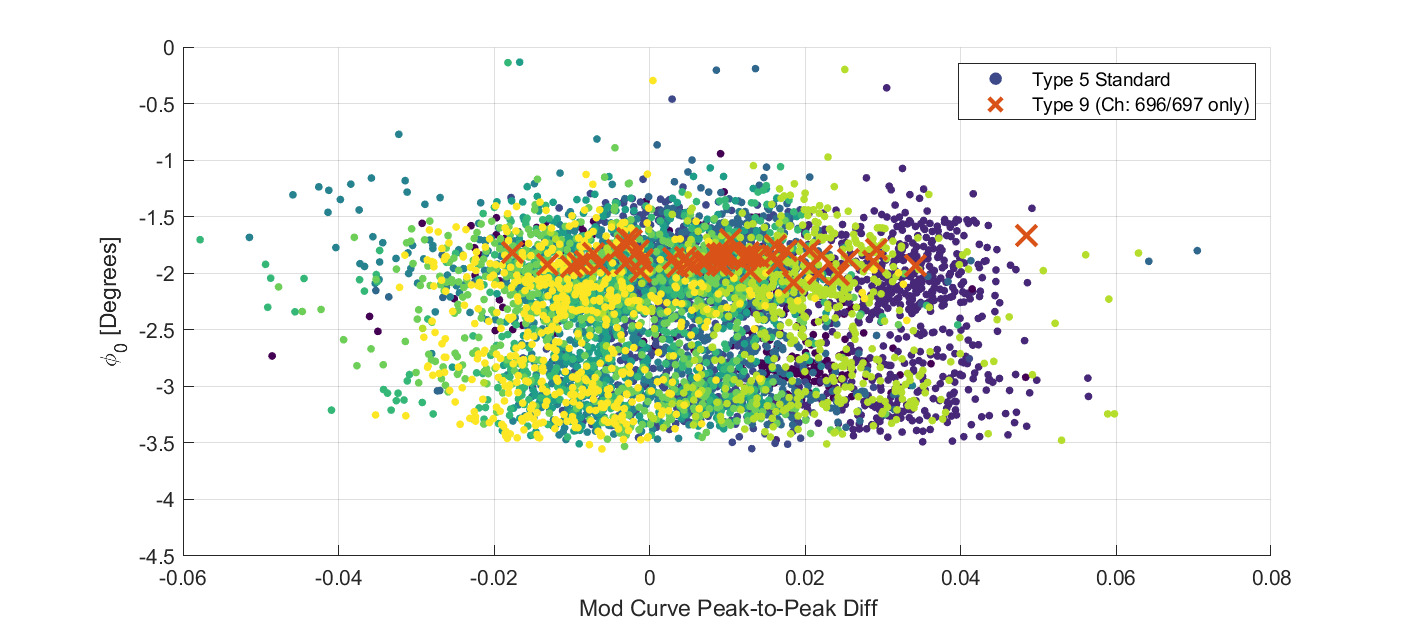 0
-0.5
-1
-1.5
-2
-2.5
-3
-3.5
-4
-4.5
ϕ0 [Degrees]
Type 5 Standard
Type 9 (Ch: 696/697 only)
-0.06 -0.04 -0.02 0 0.02 0.04 0.06 0.08
Mod Curve Peak-to-Peak Diff